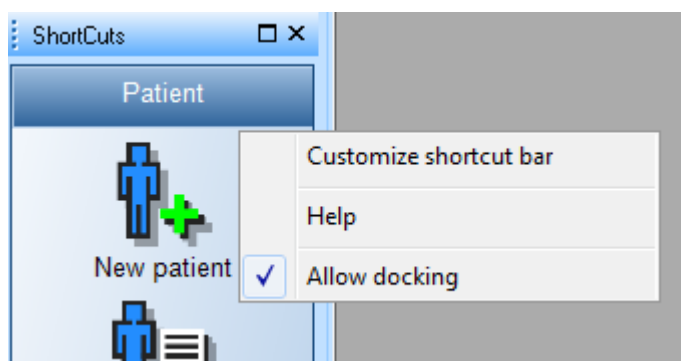 ShortCuts
Patient
Customize shortcut bar
Help
New patient
Allow docking